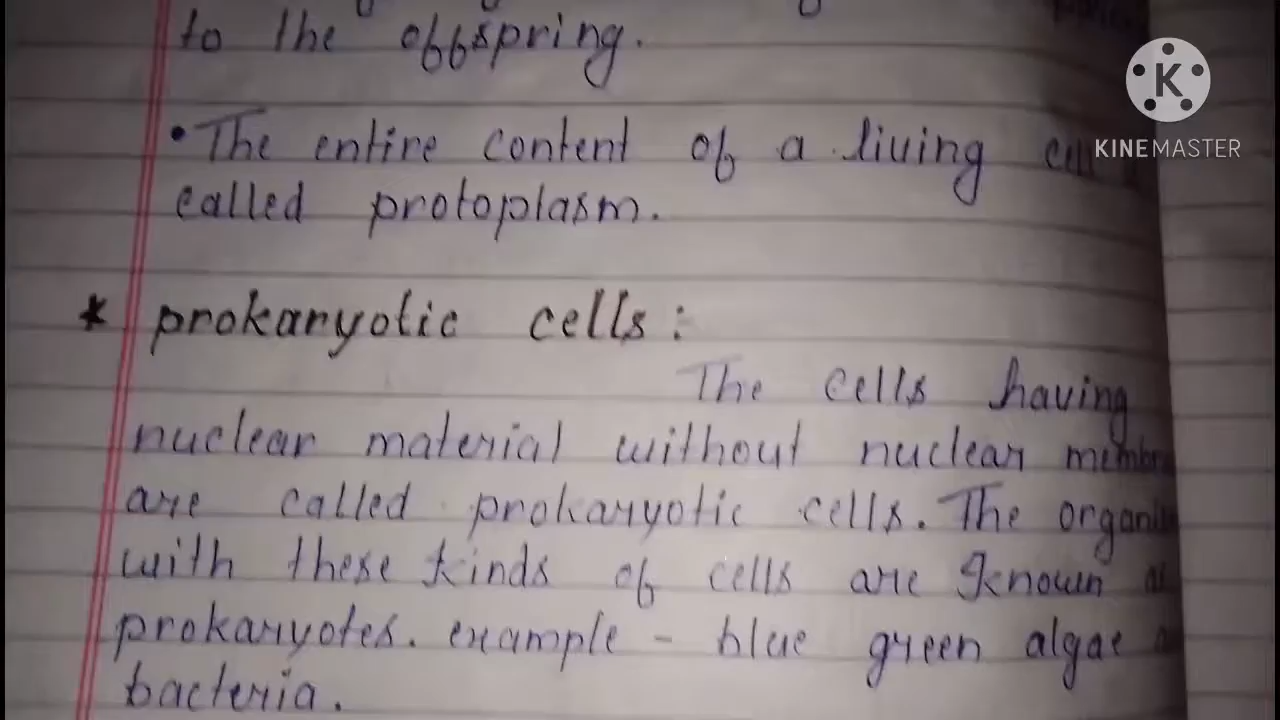 to the offspring.
• The entire content of a living
called protoplasm.
* prokaryotic cells :
The cells having
nuclear material without nuclear
are called prokaryotic cells. The
with these kinds of cells are known
prokaryotes. example - blue green algae
bacteria.
K
KINEMASTER